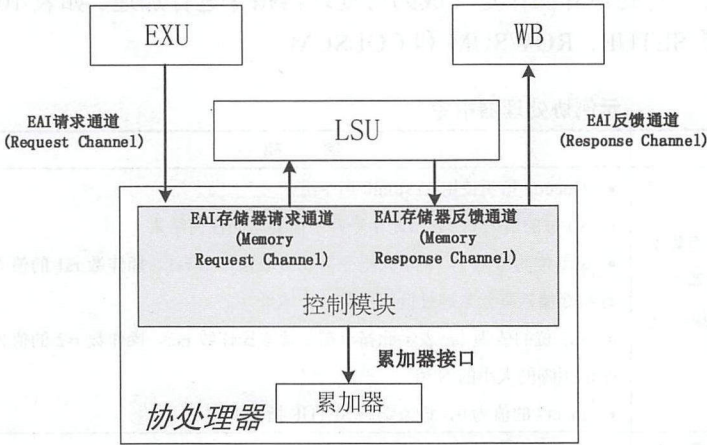 EXU
WB
LSU
EAI请求通道
(Request Channel)
EAI反馈通道
(Response Channel)
EAI存储器请求通道
(Memory
Request Channel)
EAI存储器反馈通道
(Memory
Response Channel)
控制模块
累加器接口
累加器
协处理器